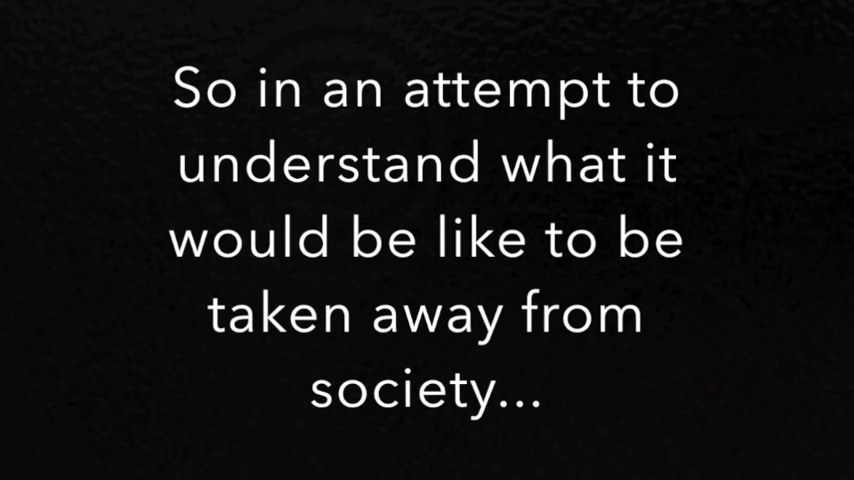 So in an attempt to
understand what it
would be like to be
taken away from
society...